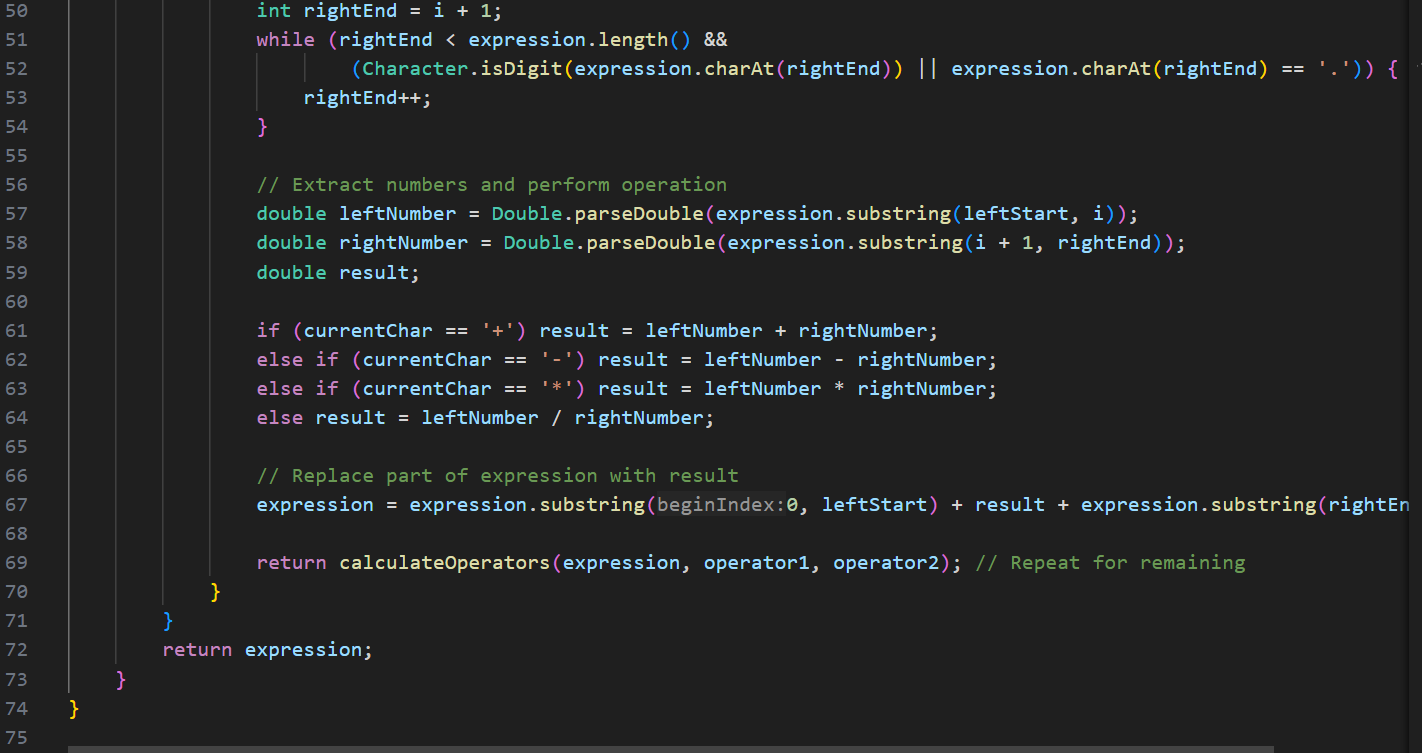 50 int rightEnd = i + 1;
51 while (rightEnd < expression.length() &&
52 (Character.isDigit(expression.charAt(rightEnd)) || expression.charAt(rightEnd) == '.')) {
53 rightEnd++;
54 }
55
56 // Extract numbers and perform operation
57 double leftNumber = Double.parseDouble(expression.substring(leftStart, i));
58 double rightNumber = Double.parseDouble(expression.substring(i + 1, rightEnd));
59 double result;
60
61 if (currentChar == '+') result = leftNumber + rightNumber;
62 else if (currentChar == '-') result = leftNumber - rightNumber;
63 else if (currentChar == '*') result = leftNumber * rightNumber;
64 else result = leftNumber / rightNumber;
65
66 // Replace part of expression with result
67 expression = expression.substring(beginIndex:0, leftStart) + result + expression.substring(rightEn
68
69 return calculateOperators(expression, operator1, operator2); // Repeat for remaining
70 }
71 }
72 return expression;
73 }
74 }
75